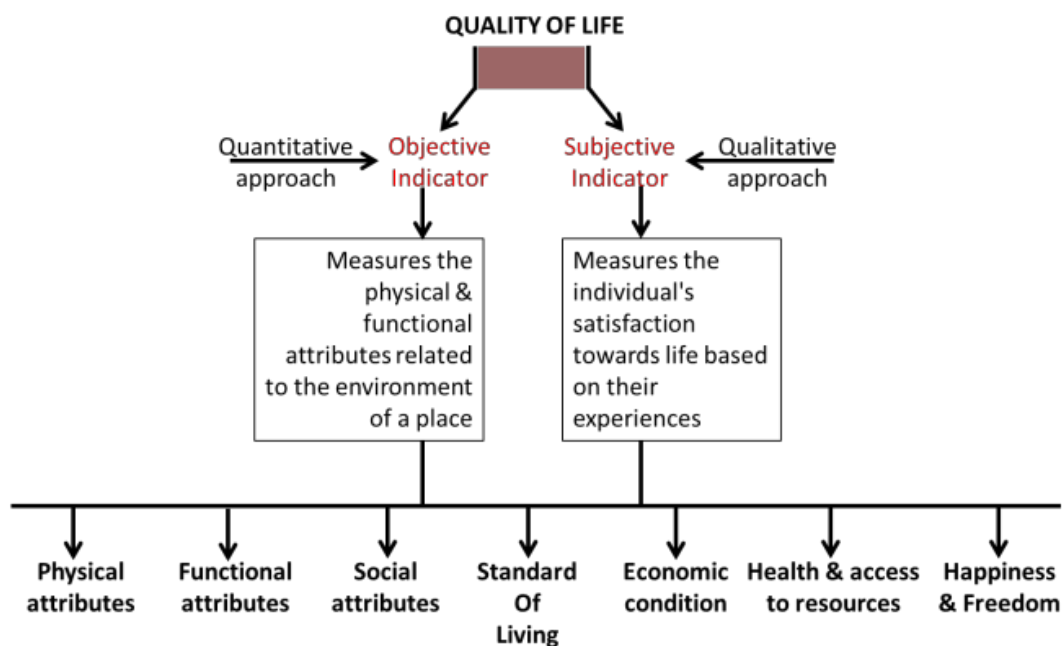 QUALITY OF LIFE
Quantitative
approach
Objective
Indicator
Subjective
Indicator
Qualitative
approach
Measures the
physical &
functional
attributes related
to the environment
of a place
Measures the
individual's
satisfaction
towards life based
on their
experiences
Physical
attributes
Functional
attributes
Social
attributes
Standard
Of
Living
Economic
condition
Health & access
to resources
Happiness
& Freedom